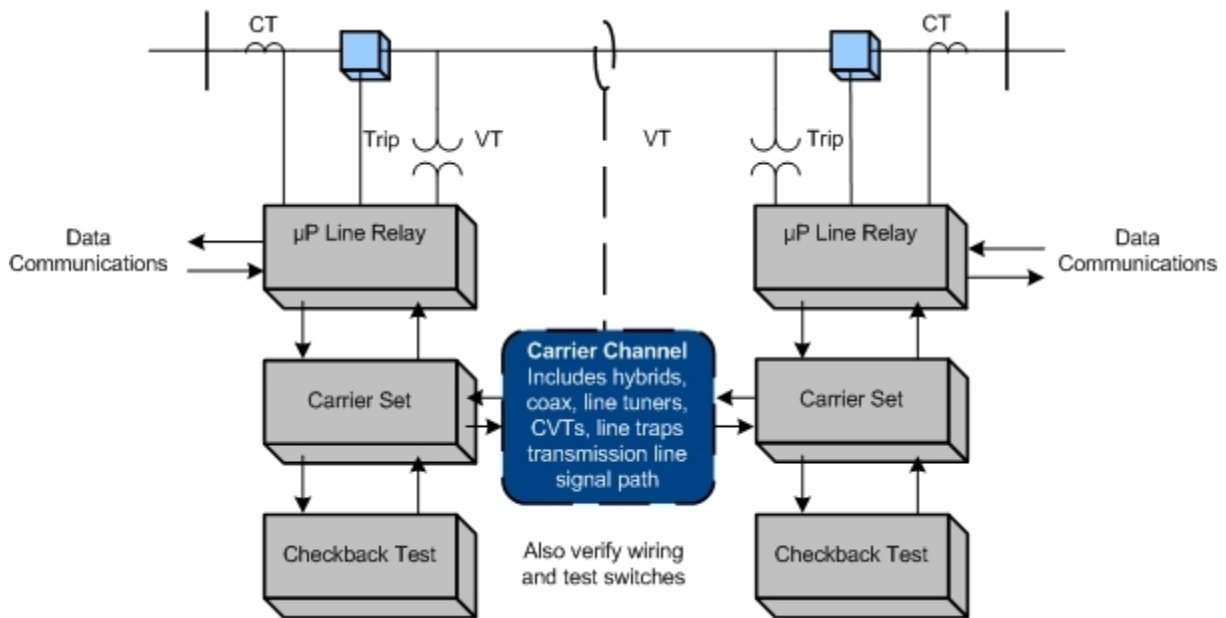 CT
CT
Trip
VT
VT
Trip
µP Line Relay
µP Line Relay
Data
Communications
Data
Communications
Carrier Channel
Includes hybrids,
coax, line tuners,
CVTs, line traps
transmission line
signal path
Carrier Set
Carrier Set
Checkback Test
Also verify wiring
and test switches
Checkback Test